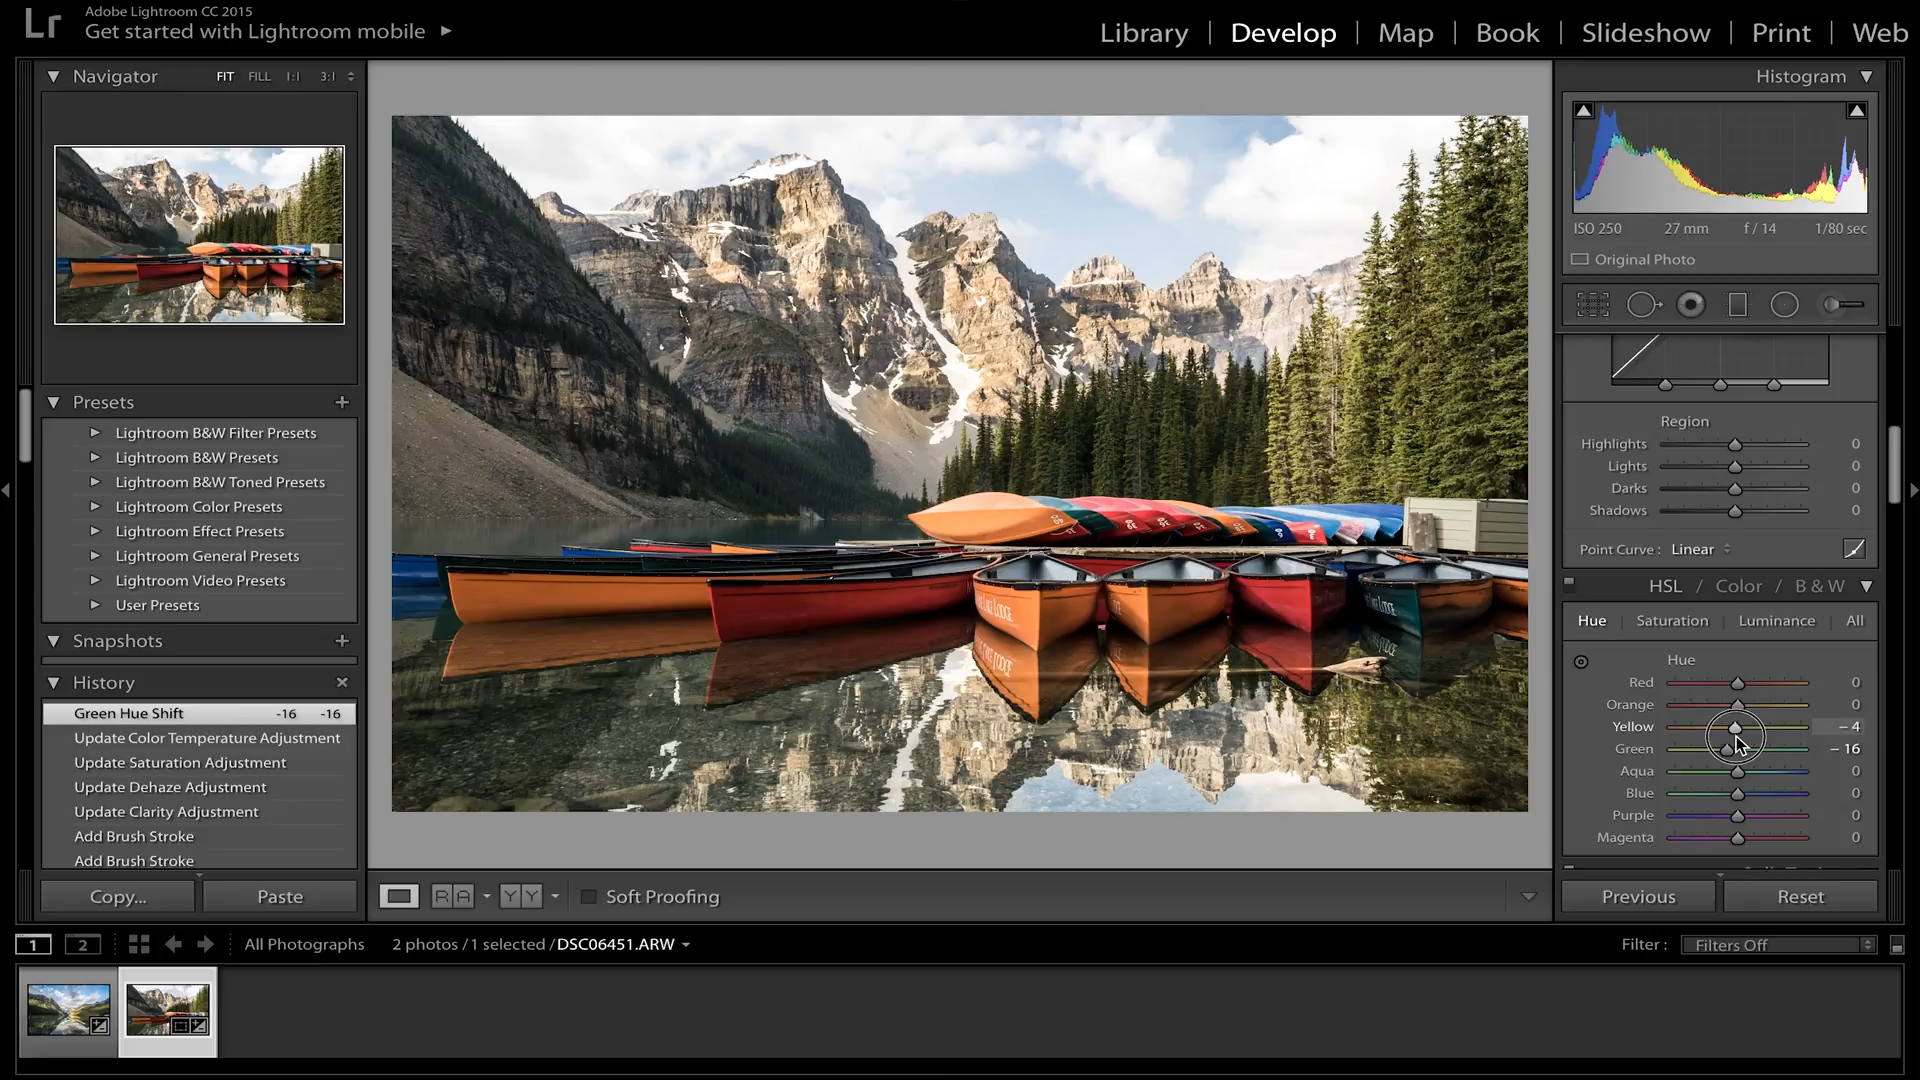 Lr
Adobe Lightroom CC 2015
Get started with Lightroom mobile
Library | Develop | Map | Book | Slideshow | Print | Web
Navigator FIT FILL 1:1 3:1
Presets
Lightroom B&W Filter Presets
Lightroom B&W Presets
Lightroom B&W Toned Presets
Lightroom Color Presets
Lightroom Effect Presets
Lightroom General Presets
Lightroom Video Presets
User Presets
Snapshots
History
Green Hue Shift -16 -16
Update Color Temperature Adjustment
Update Saturation Adjustment
Update Dehaze Adjustment
Update Clarity Adjustment
Add Brush Stroke
Add Brush Stroke
Copy... Paste
LAKE LODGE
LODGE
R A Y Y Soft Proofing
Histogram
ISO 250 27 mm f / 14 1/80 sec
Original Photo
Region
Highlights 0
Lights 0
Darks 0
Shadows 0
Point Curve : Linear
HSL / Color / B & W
Hue Saturation Luminance All
Hue
Red 0
Orange 0
Yellow - 4
Green - 16
Aqua 0
Blue 0
Purple 0
Magenta 0
Previous Reset
1 2 All Photographs 2 photos / 1 selected / DSC06451.ARW
Filter : Filters Off